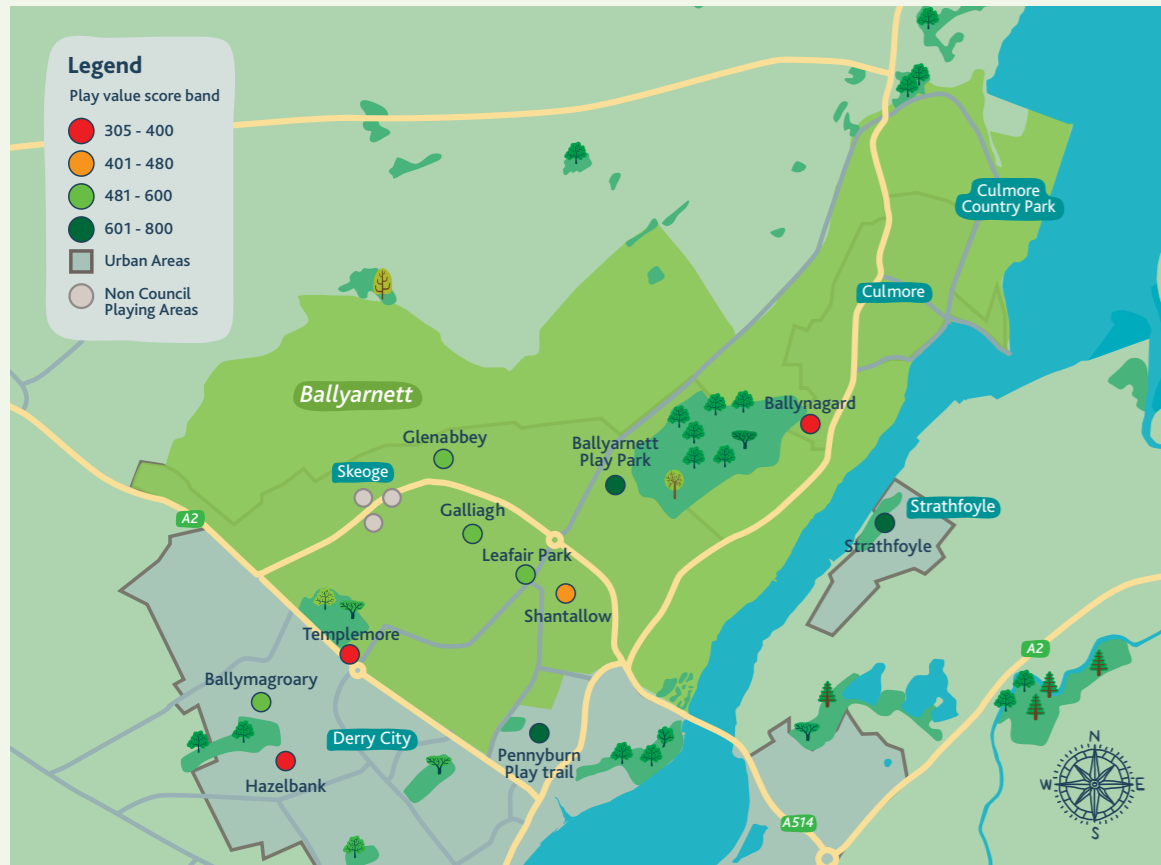 Legend
Play value score band
305 - 400
401 - 480
481 - 600
601 - 800
Urban Areas
Non Council
Playing Areas
Culmore
Country Park
Culmore
Ballyarnett
Ballynagard
Glenabbey
Ballyarnett
Play Park
Skeoge
Galliagh
Strathfoyle
A2
Strathfoyle
Leafair Park
Shantallow
Templemore
A2
Ballymagroary
Derry City
Pennyburn
Play trail
Hazelbank
N
W
E
S
A514